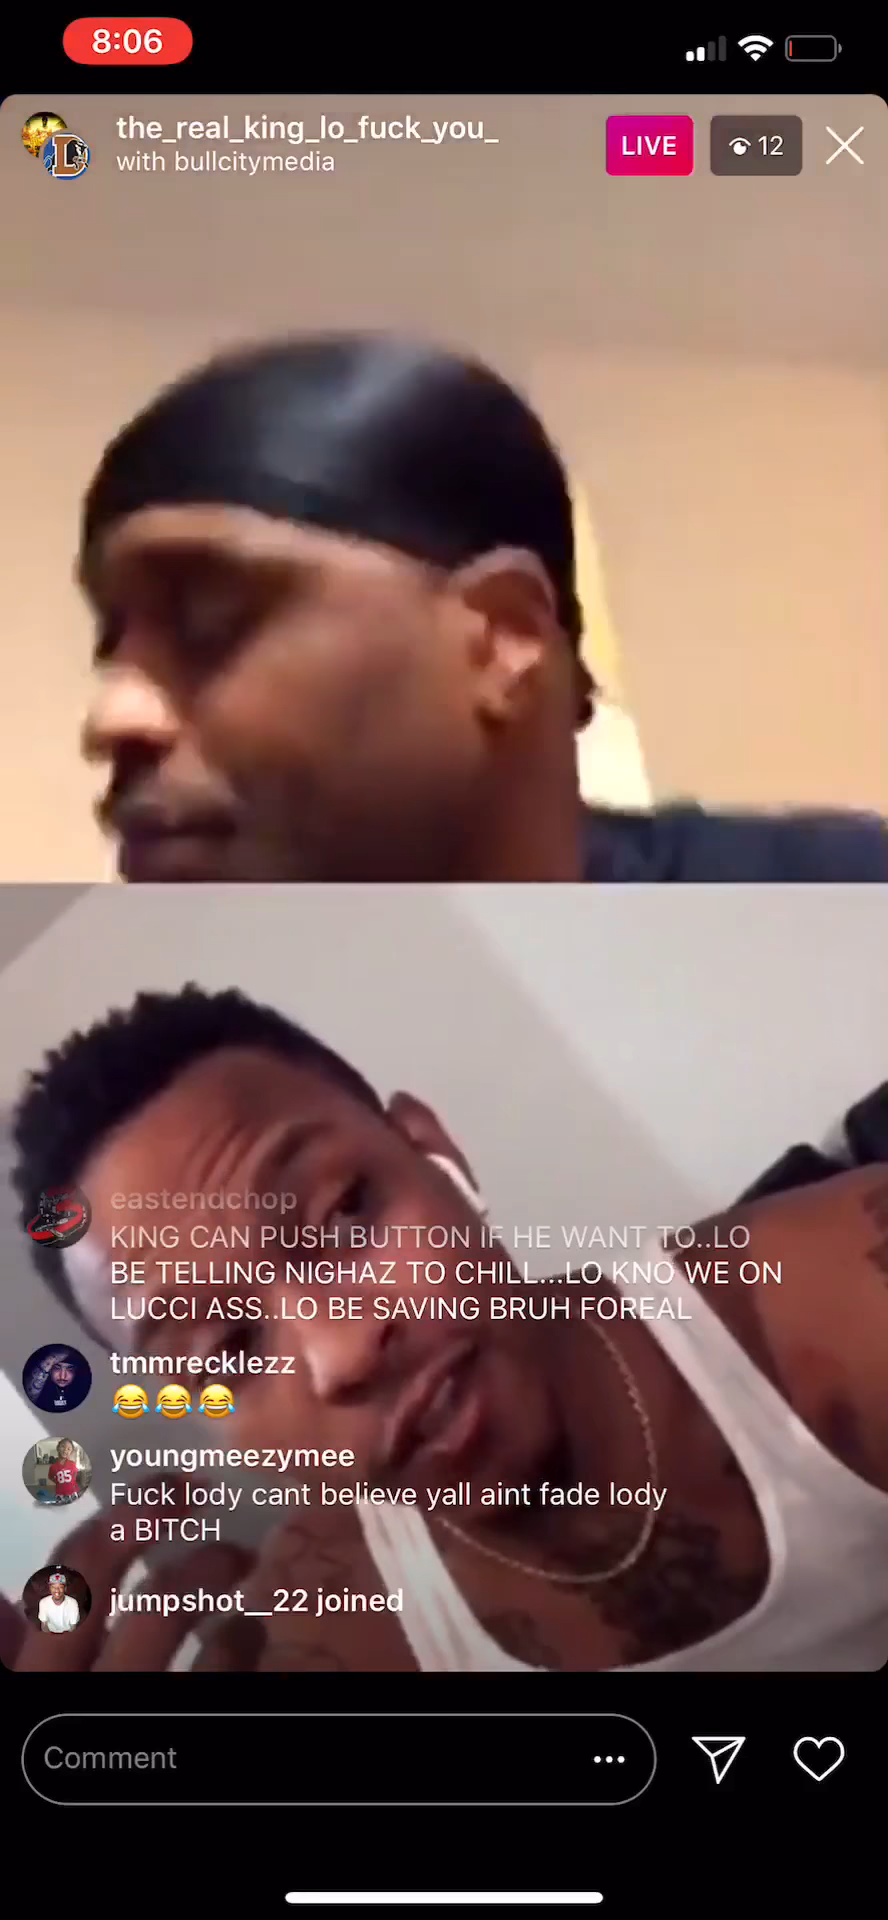 8:06
the_real_king_lo_fuck_you_
with bullcitymedia
LIVE
12
eastendchop
KING CAN PUSH BUTTON IF HE WANT TO..LO
BE TELLING NIGHAZ TO CHILL...LO KNO WE ON
LUCCI ASS..LO BE SAVING BRUH FOREAL
tmmrecklezz
😂😂😂
youngmeezymee
Fuck lody cant believe yall aint fade lody
a BITCH
jumpshot__22 joined
Comment